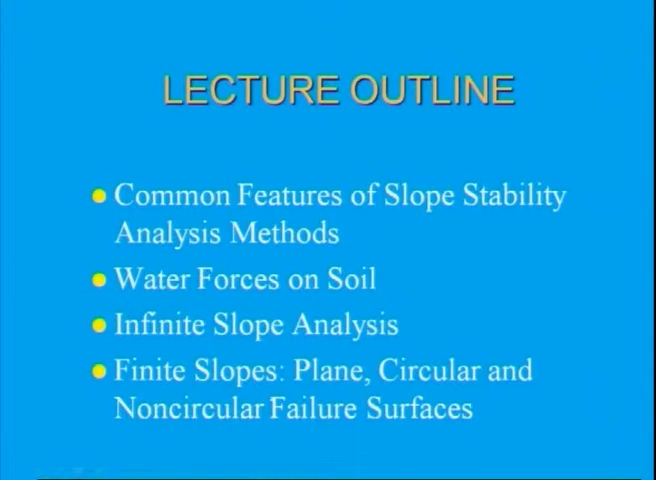 LECTURE OUTLINE
Common Features of Slope Stability
Analysis Methods
Water Forces on Soil
Infinite Slope Analysis
Finite Slopes: Plane, Circular and
Noncircular Failure Surfaces